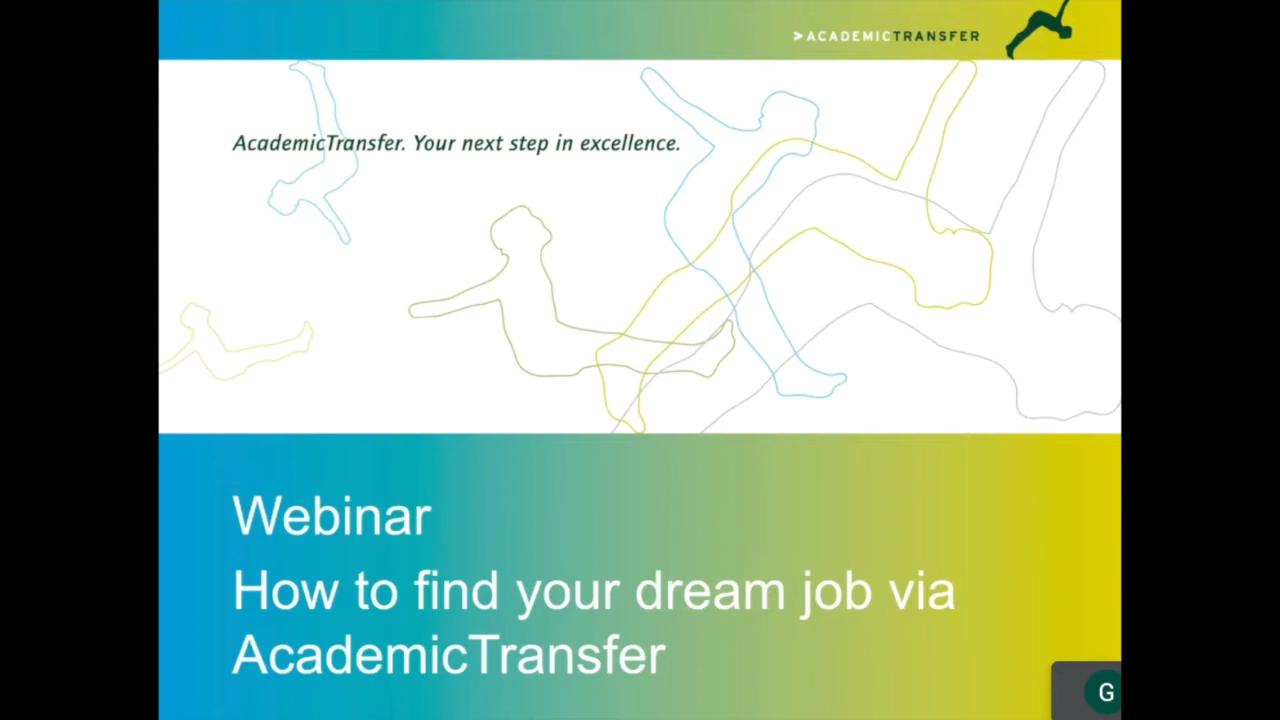 >ACADEMICTRANSFER
AcademicTransfer. Your next step in excellence.
Webinar
How to find your dream job via
AcademicTransfer
G